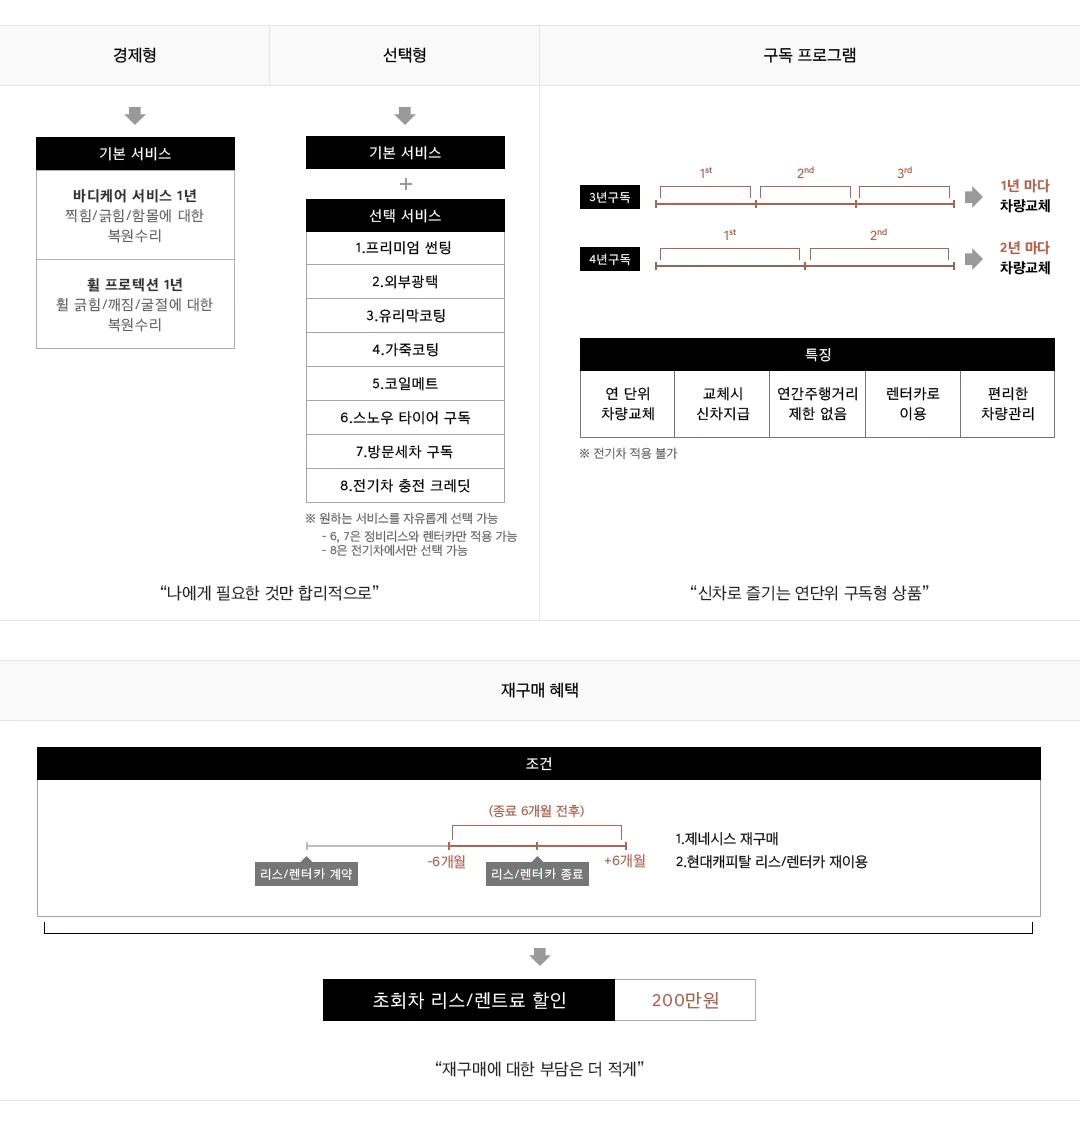 경제형
선택형
구독 프로그램
기본 서비스
바디케어 서비스 1년
찍힘/긁힘/함몰에 대한
복원수리
휠 프로텍션 1년
휠 긁힘/깨짐/굴절에 대한
복원수리
기본 서비스
+
선택 서비스
1.프리미엄 썬팅
2.외부광택
3.유리막코팅
4.가죽코팅
5.코일메트
6.스노우 타이어 구독
7.방문세차 구독
8.전기차 충전 크레딧
※ 원하는 서비스를 자유롭게 선택 가능
- 6, 7은 정비리스와 렌터카만 적용 가능
- 8은 전기차에서만 선택 가능
“나에게 필요한 것만 합리적으로”
3년구독
1st
2nd
3rd
1년 마다
차량교체
4년구독
1st
2nd
2년 마다
차량교체
특징
연 단위
차량교체
교체시
신차지급
연간주행거리
제한 없음
렌터카로
이용
편리한
차량관리
※ 전기차 적용 불가
“신차로 즐기는 연단위 구독형 상품”
재구매 혜택
조건
(종료 6개월 전후)
-6개월
+6개월
리스/렌터카 계약
리스/렌터카 종료
1.제네시스 재구매
2.현대캐피탈 리스/렌터카 재이용
초회차 리스/렌트료 할인
200만원
“재구매에 대한 부담은 더 적게”